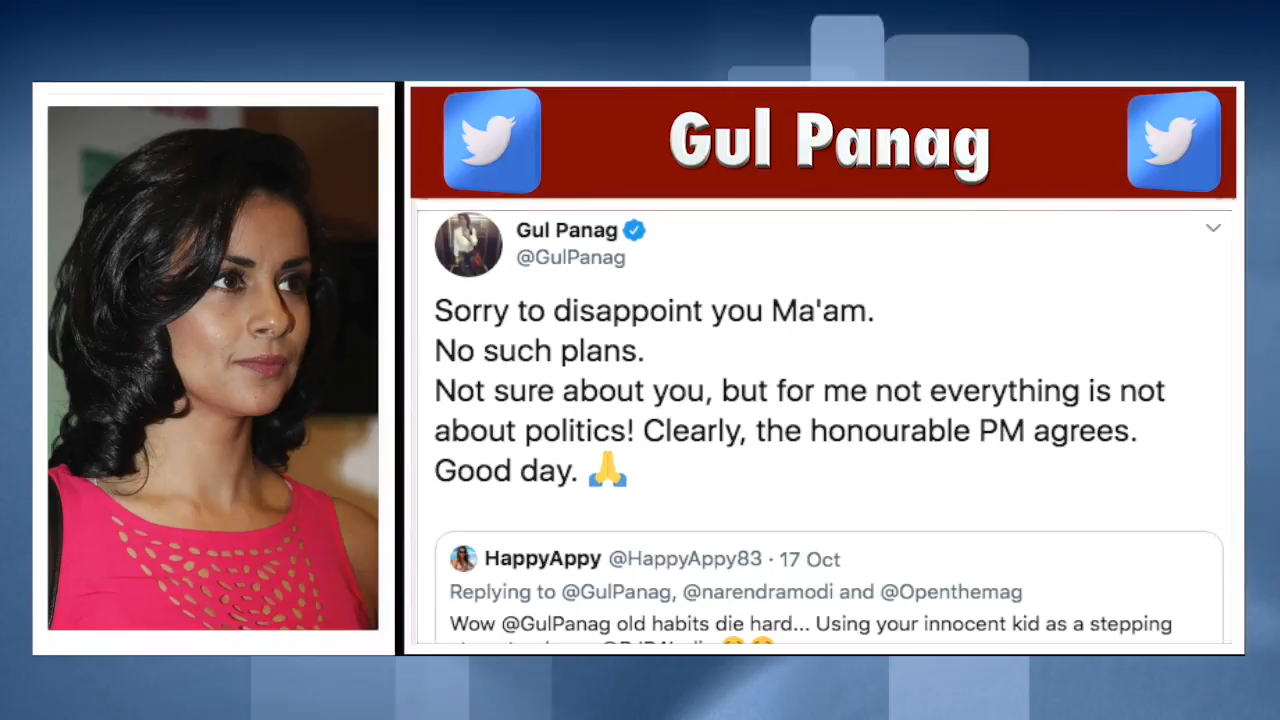 Gul Panag
Gul Panag
@GulPanag
Sorry to disappoint you Ma'am.
No such plans.
Not sure about you, but for me not everything is not
about politics! Clearly, the honourable PM agrees.
Good day. 🙏
HappyAppy @HappyAppy83 · 17 Oct
Replying to @GulPanag, @narendramodi and @Openthemag
Wow @GulPanag old habits die hard... Using your innocent kid as a stepping